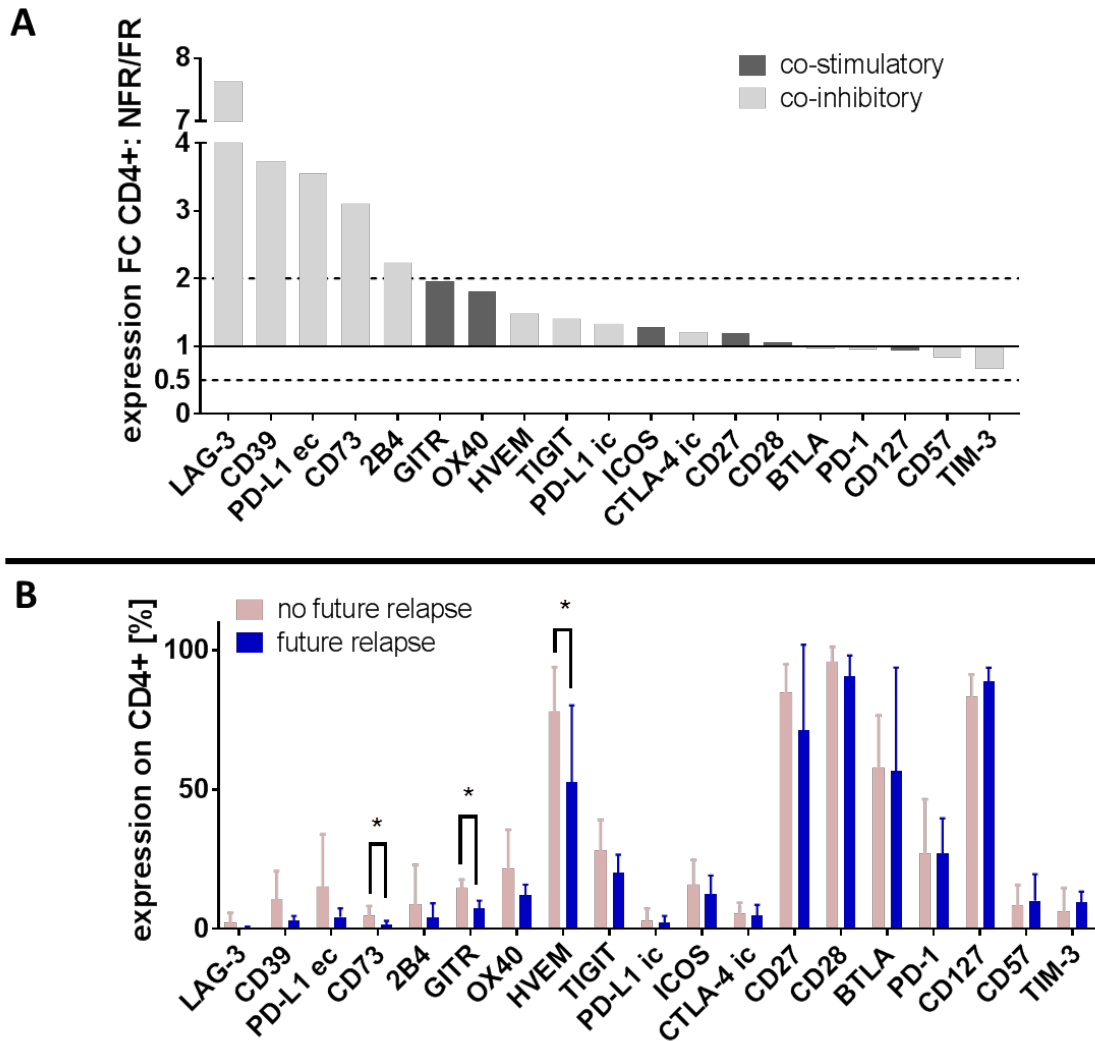 A
expression FC CD4+: NFR/FR
8
7
4
3
2
1
0.5
0
co-stimulatory
co-inhibitory
LAG-3
CD39
PD-L1 ec
CD73
2B4
GITR
OX40
HVEM
TIGIT
PD-L1 ic
ICOS
CTLA-4 ic
CD27
CD28
BTLA
PD-1
CD127
CD57
TIM-3
B
expression on CD4+ [%]
no future relapse
future relapse
100
50
0
*
*
*
LAG-3
CD39
PD-L1 ec
CD73
2B4
GITR
OX40
HVEM
TIGIT
PD-L1 ic
ICOS
CTLA-4 ic
CD27
CD28
BTLA
PD-1
CD127
CD57
TIM-3